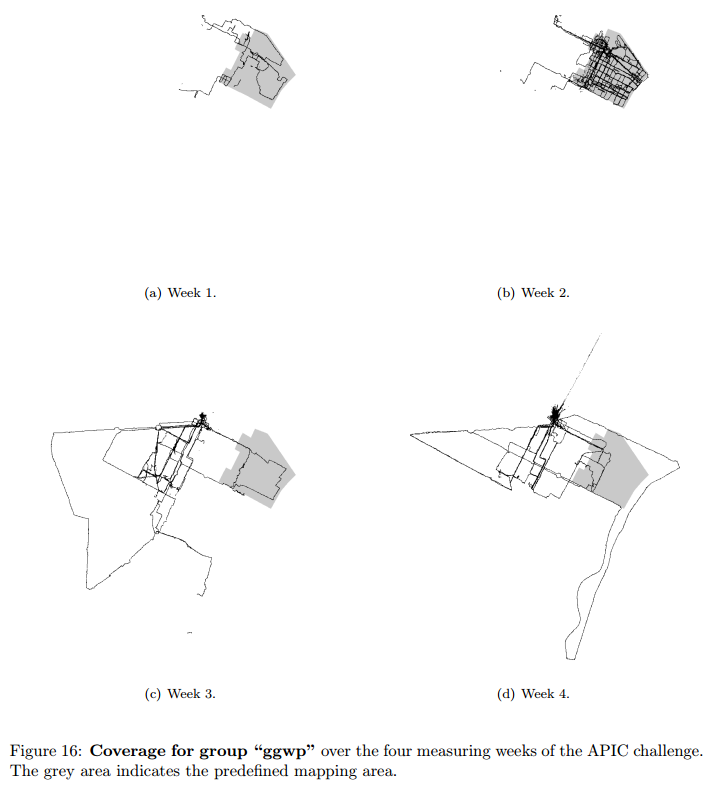 (a) Week 1.
(b) Week 2.
(c) Week 3.
(d) Week 4.
Figure 16: Coverage for group “ggwp” over the four measuring weeks of the APIC challenge.
The grey area indicates the predefined mapping area.